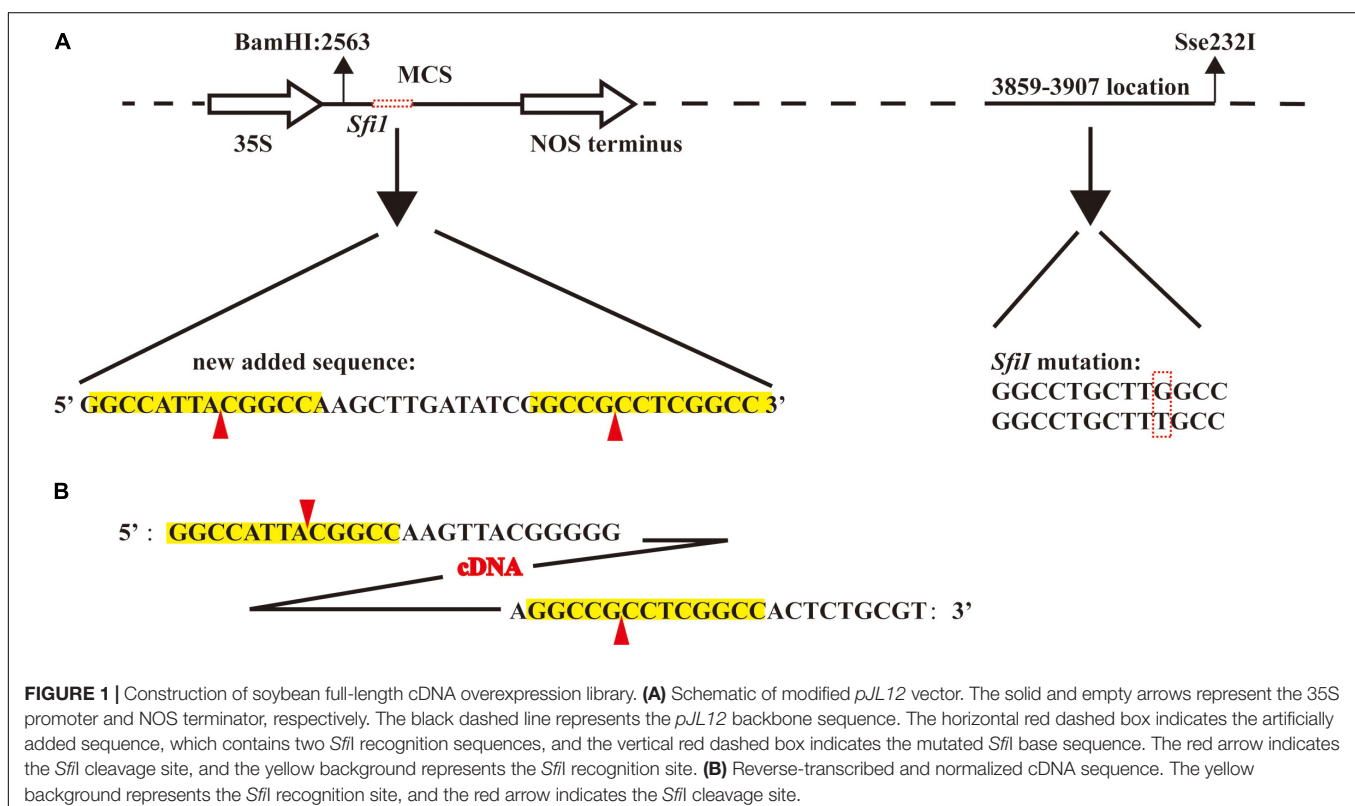 A
BamHI:2563
Sse232I
MCS
3859-3907 location
Sfi1
35S
NOS terminus
new added sequence:
SfiI mutation:
5’ GGCCATTACGGCCAAGCTTGATATCGGCCGCCTCGGCC 3’
GGCCTGCTTGGCC
GGCCTGCTTTGCC
B
5’ : GGCCATTACGGCCAAGTTACGGGGG
cDNA
AGGCCGCCTCGGCCACTCTGCGT: 3’
FIGURE 1 | Construction of soybean full-length cDNA overexpression library. (A) Schematic of modified pJL12 vector. The solid and empty arrows represent the 35S
promoter and NOS terminator, respectively. The black dashed line represents the pJL12 backbone sequence. The horizontal red dashed box indicates the artificially
added sequence, which contains two SfiI recognition sequences, and the vertical red dashed box indicates the mutated SfiI base sequence. The red arrow indicates
the SfiI cleavage site, and the yellow background represents the SfiI recognition site. (B) Reverse-transcribed and normalized cDNA sequence. The yellow
background represents the SfiI recognition site, and the red arrow indicates the SfiI cleavage site.